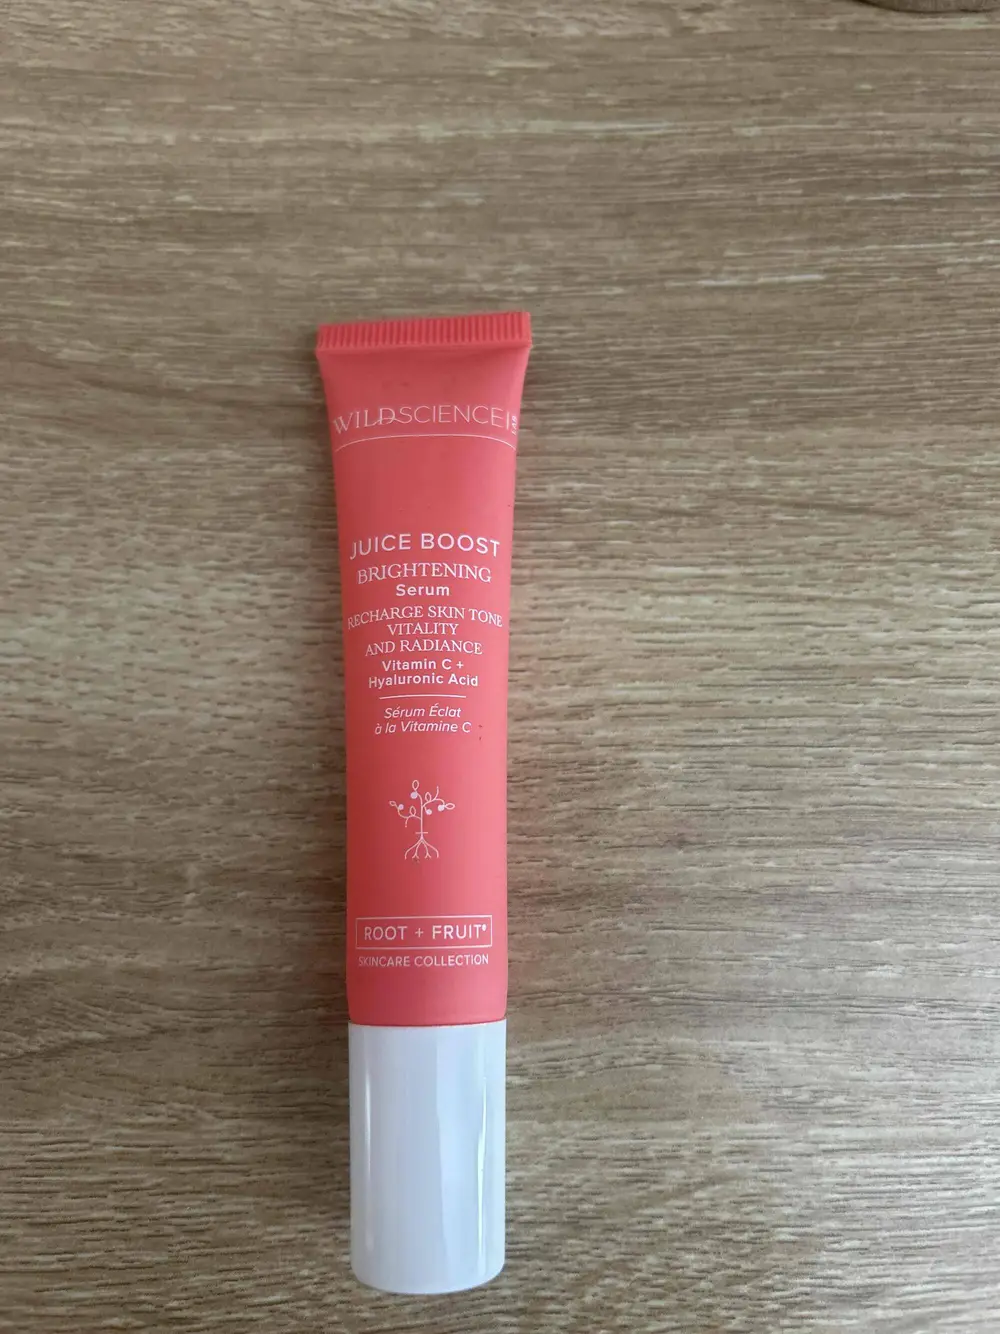 WILDSCIENCE LAB
JUICE BOOST
BRIGHTENING
Serum
RECHARGE SKIN TONE
VITALITY
AND RADIANCE
Vitamin C +
Hyaluronic Acid
Sérum Éclat
à la Vitamine C
ROOT + FRUIT®
SKINCARE COLLECTION